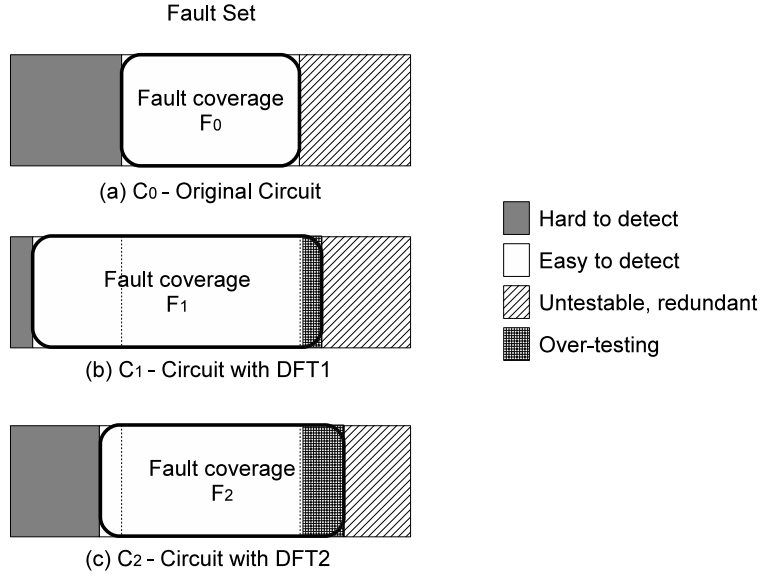 Fault Set
Fault coverage
F0
(a) C0 - Original Circuit
Fault coverage
F1
(b) C1 - Circuit with DFT1
Fault coverage
F2
(c) C2 - Circuit with DFT2
Hard to detect
Easy to detect
Untestable, redundant
Over-testing